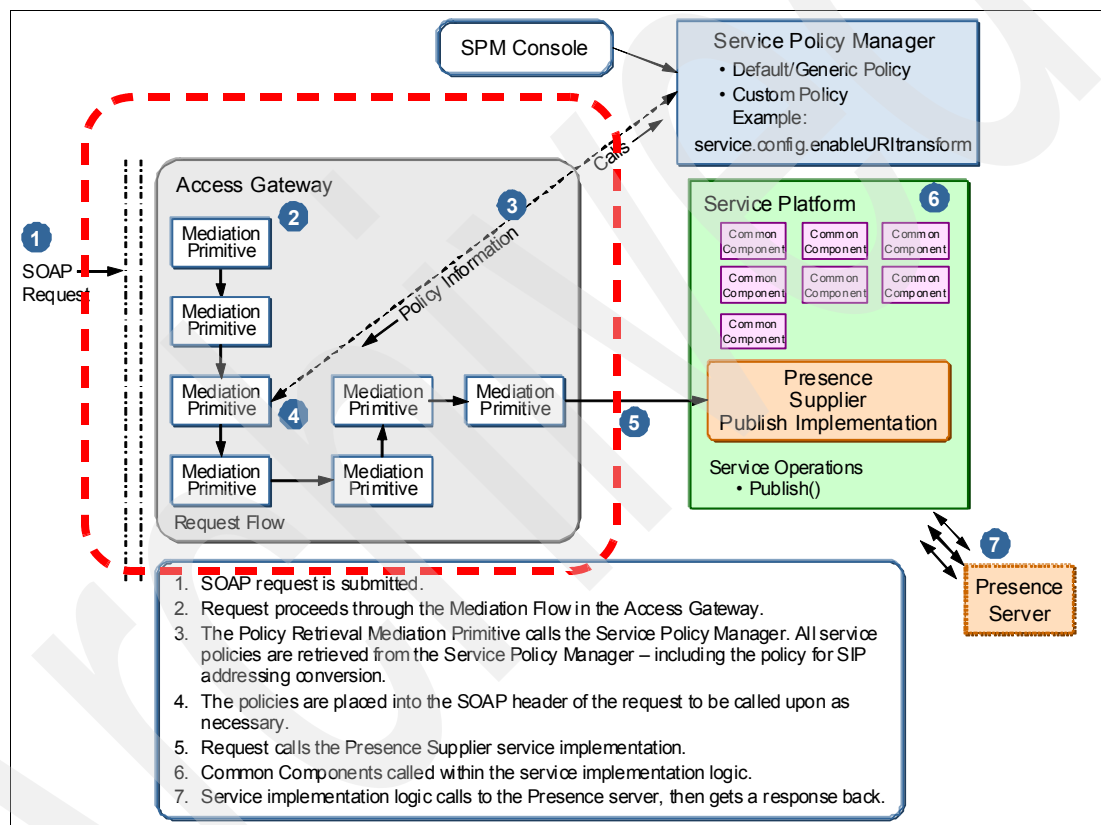 SPM Console
Service Policy Manager
• Default/Generic Policy
• Custom Policy
Example:
service.config.enableURItransform
Calls
Access Gateway
3
Policy Information
1
SOAP
Request
2
Mediation
Primitive
Mediation
Primitive
Mediation
Primitive
4
Mediation
Primitive
Mediation
Primitive
Mediation
Primitive
Mediation
Primitive
Request Flow
5
Service Platform
6
Common
Component
Common
Component
Common
Component
Common
Component
Common
Component
Common
Component
Common
Component
Presence
Supplier
Publish Implementation
Service Operations
• Publish()
7
Presence
Server
1. SOAP request is submitted.
2. Request proceeds through the Mediation Flow in the Access Gateway.
3. The Policy Retrieval Mediation Primitive calls the Service Policy Manager. All service
policies are retrieved from the Service Policy Manager – including the policy for SIP
addressing conversion.
4. The policies are placed into the SOAP header of the request to be called upon as
necessary.
5. Request calls the Presence Supplier service implementation.
6. Common Components called within the service implementation logic.
7. Service implementation logic calls to the Presence server, then gets a response back.